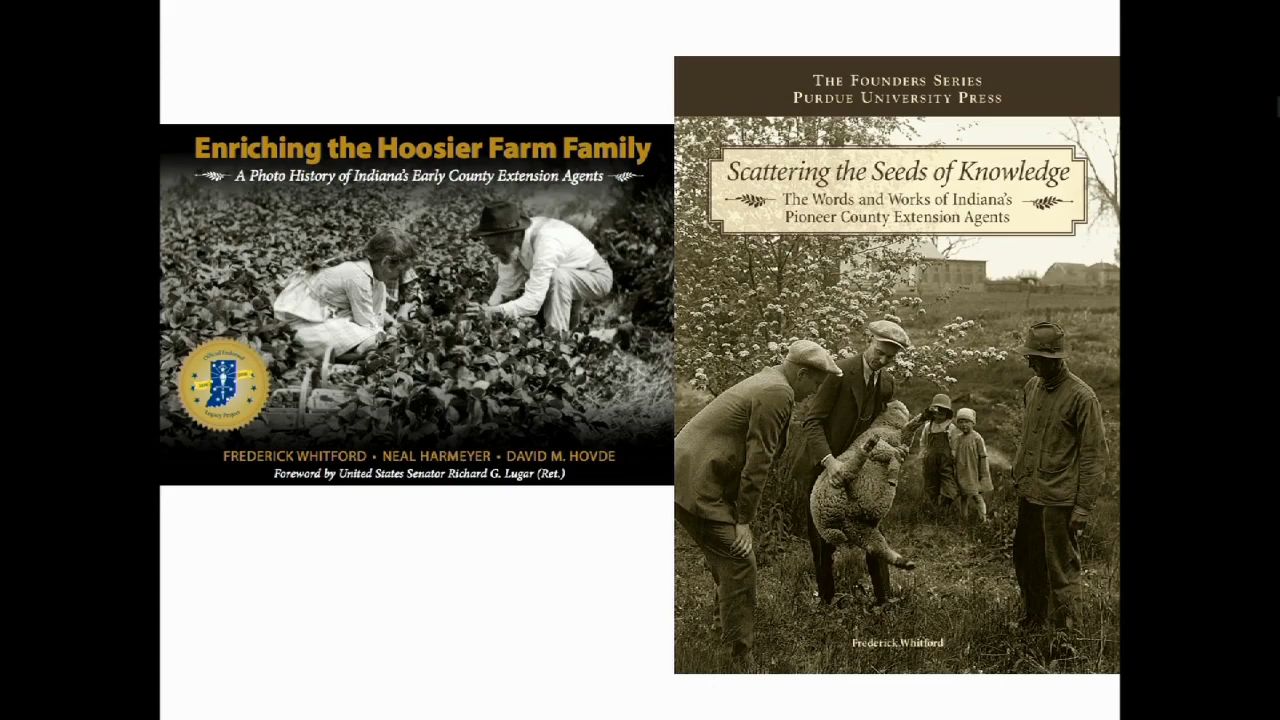 Enriching the Hoosier Farm Family
A Photo History of Indiana's Early County Extension Agents
FREDERICK WHITFORD • NEAL HARMEYER • DAVID M. HOVDE
Foreword by United States Senator Richard G. Lugar (Ret.)
THE FOUNDERS SERIES
PURDUE UNIVERSITY PRESS
Scattering the Seeds of Knowledge
The Words and Works of Indiana's
Pioneer County Extension Agents
Frederick Whitford